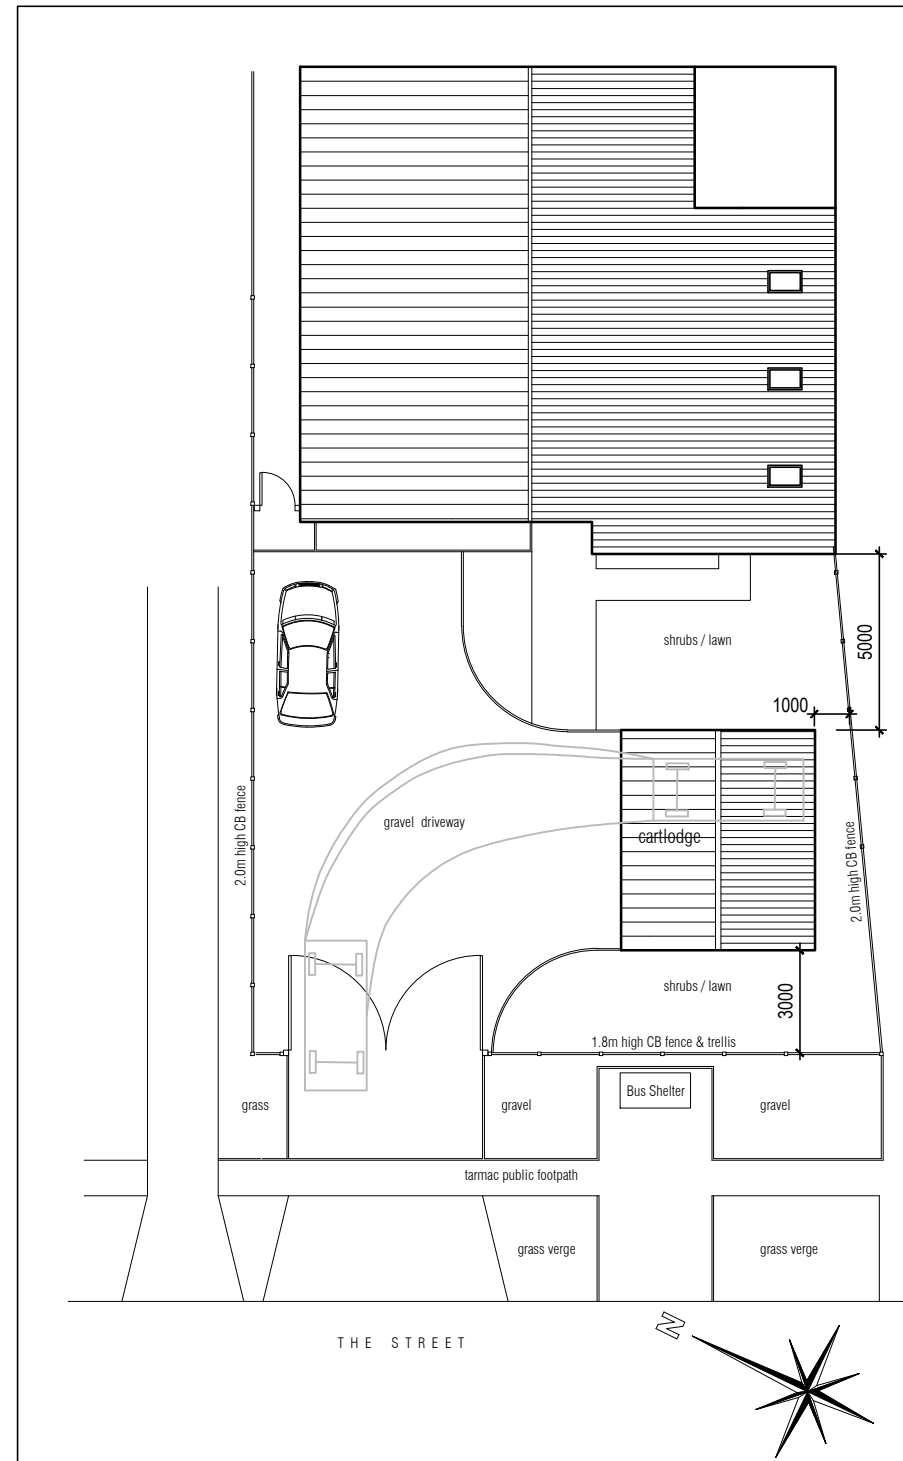 shrubs / lawn
5000
1000
2.0m high CB fence
gravel driveway
cartlodge
2.0m high CB fence
shrubs / lawn
3000
1.8m high CB fence & trellis
grass
gravel
Bus Shelter
gravel
tarmac public footpath
grass verge
grass verge
THE STREET
N